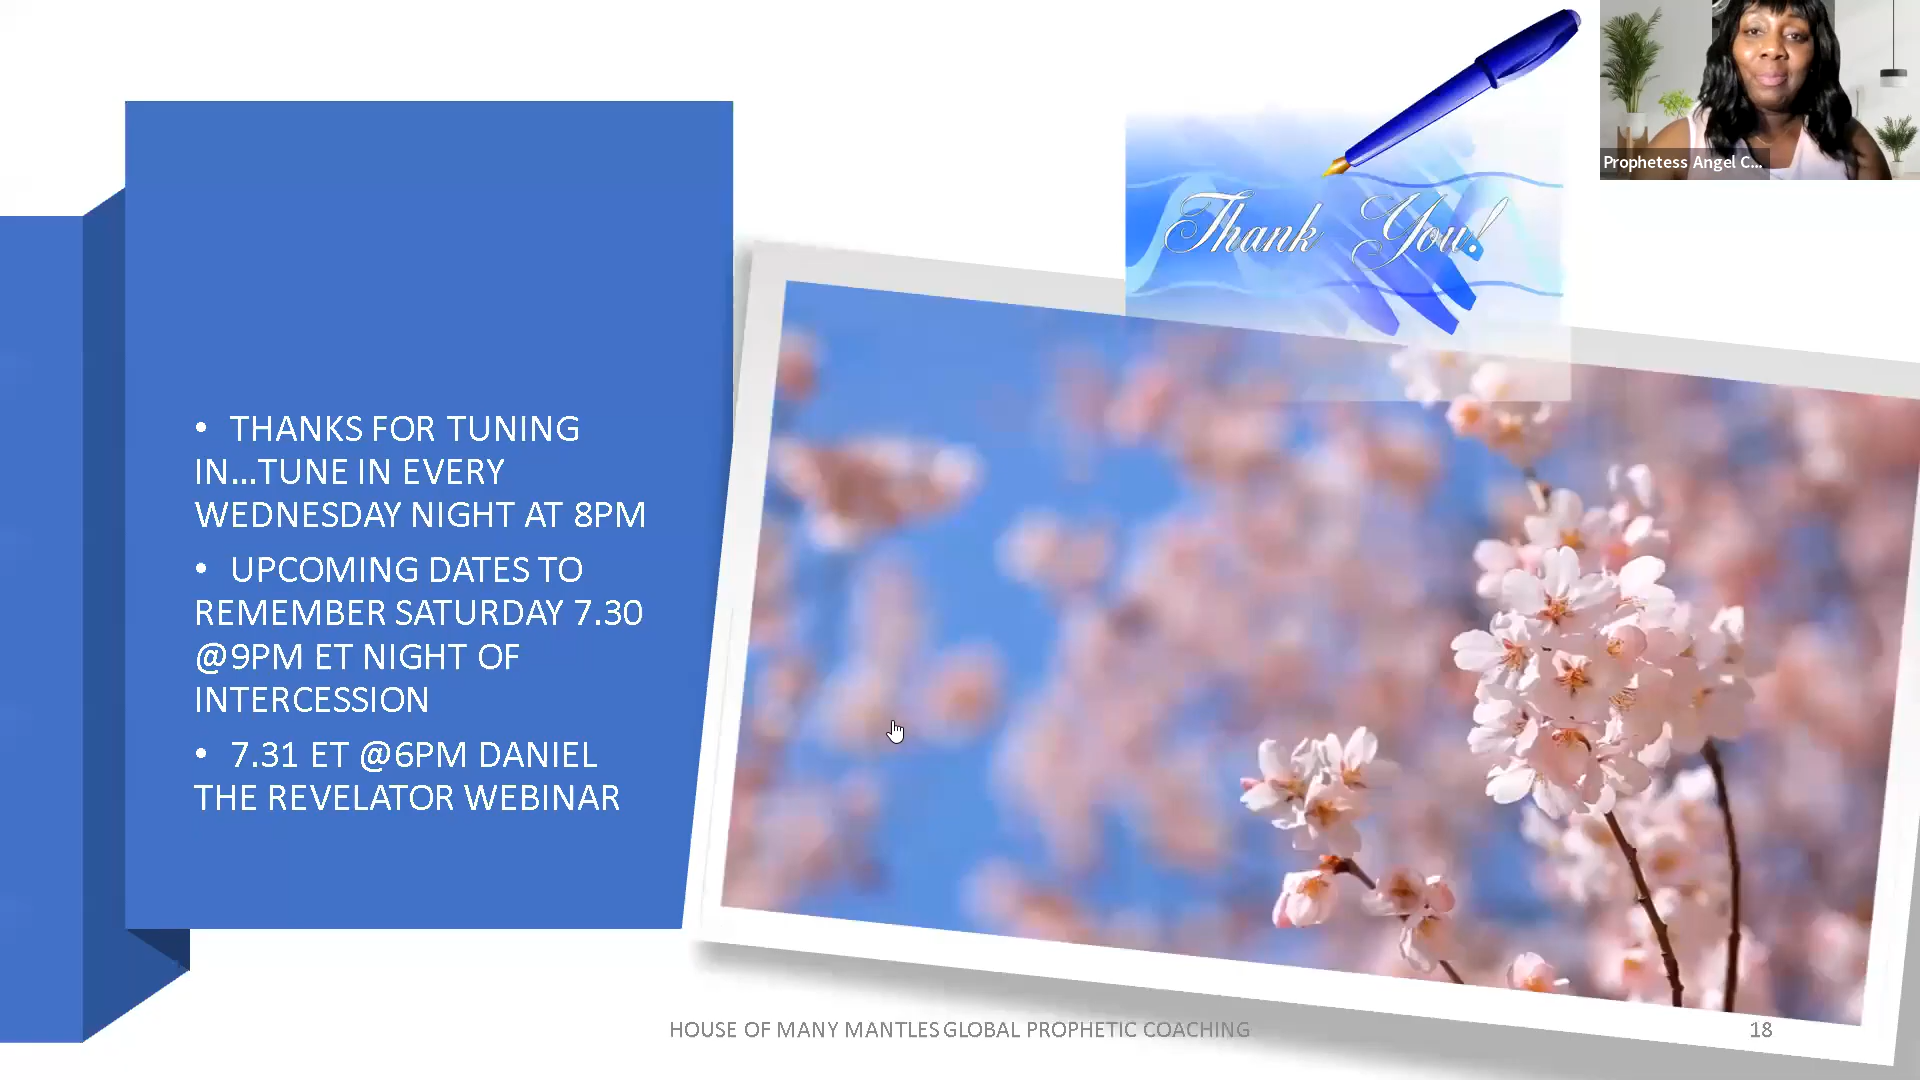 Prophetess Angel C...
Thank You!
• THANKS FOR TUNING
IN...TUNE IN EVERY
WEDNESDAY NIGHT AT 8PM
• UPCOMING DATES TO
REMEMBER SATURDAY 7.30
@9PM ET NIGHT OF
INTERCESSION
• 7.31 ET @6PM DANIEL
THE REVELATOR WEBINAR
HOUSE OF MANY MANTLES GLOBAL PROPHETIC COACHING
18